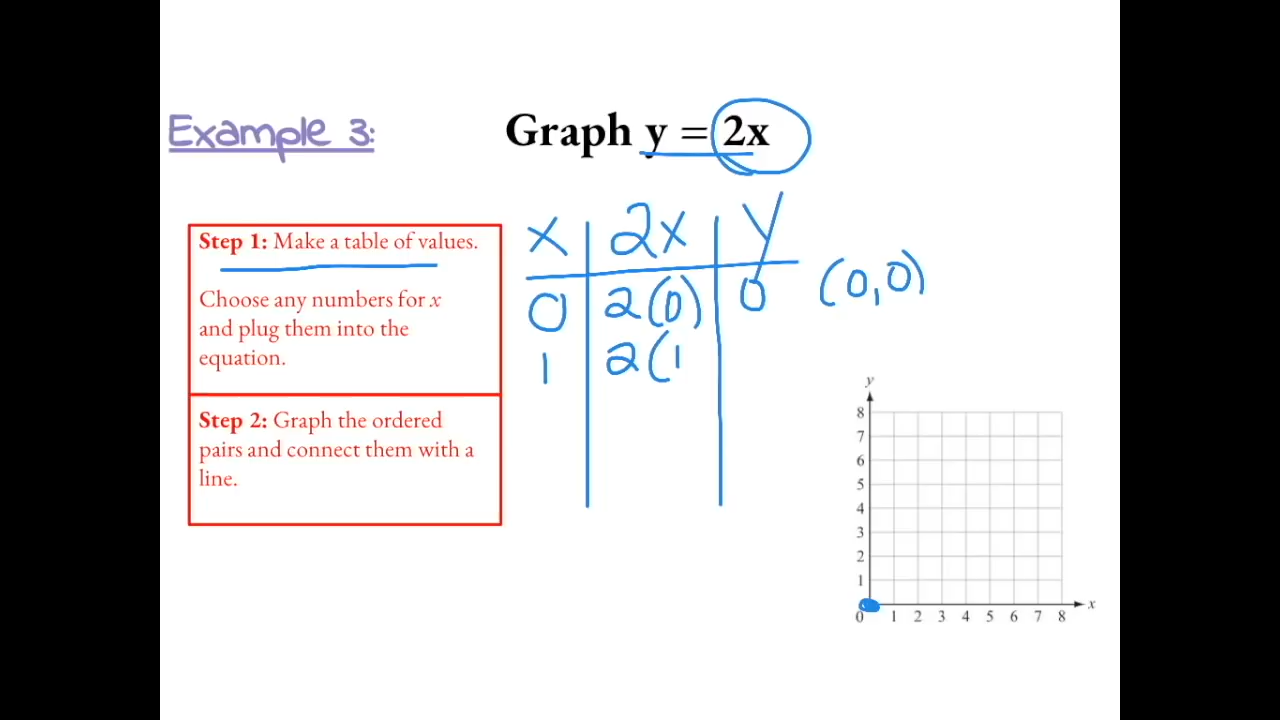 Example 3:
Graph y = 2x
Step 1: Make a table of values.
Choose any numbers for x
and plug them into the
equation.
Step 2: Graph the ordered
pairs and connect them with a
line.
x 2x y
0 2(0) 0 (0,0)
1 2(1
y
8
7
6
5
4
3
2
1
0 1 2 3 4 5 6 7 8
x